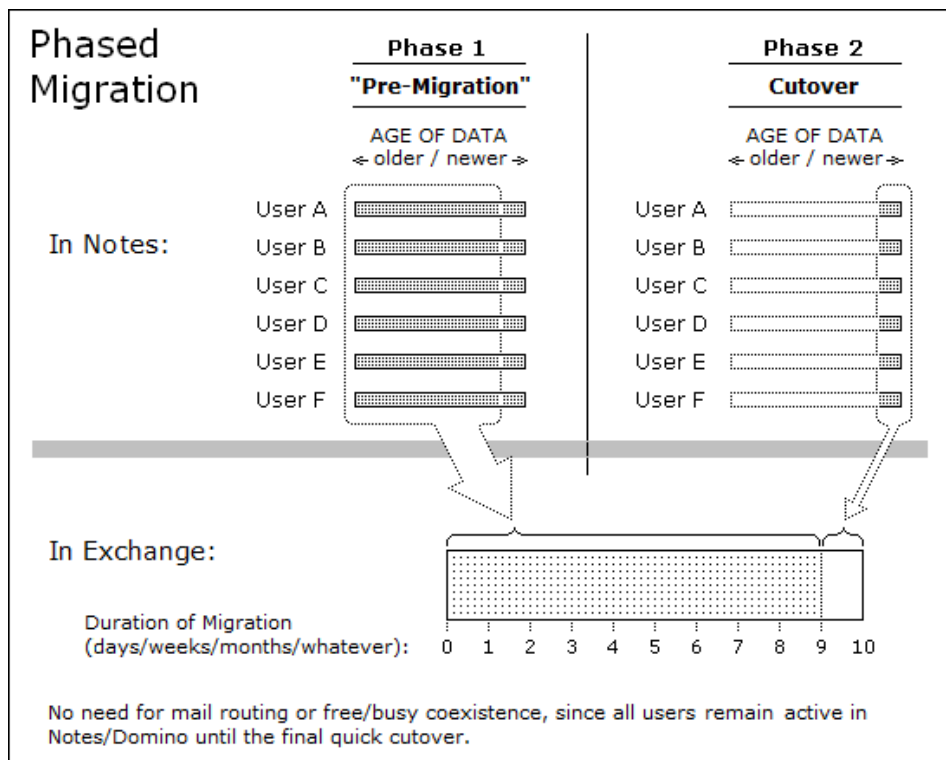 Phased
Migration
Phase 1
"Pre-Migration"
AGE OF DATA
older / newer
Phase 2
Cutover
AGE OF DATA
older / newer
In Notes:
User A
User B
User C
User D
User E
User F
User A
User B
User C
User D
User E
User F
In Exchange:
Duration of Migration
(days/weeks/months/whatever):
0 1 2 3 4 5 6 7 8 9 10
No need for mail routing or free/busy coexistence, since all users remain active in
Notes/Domino until the final quick cutover.